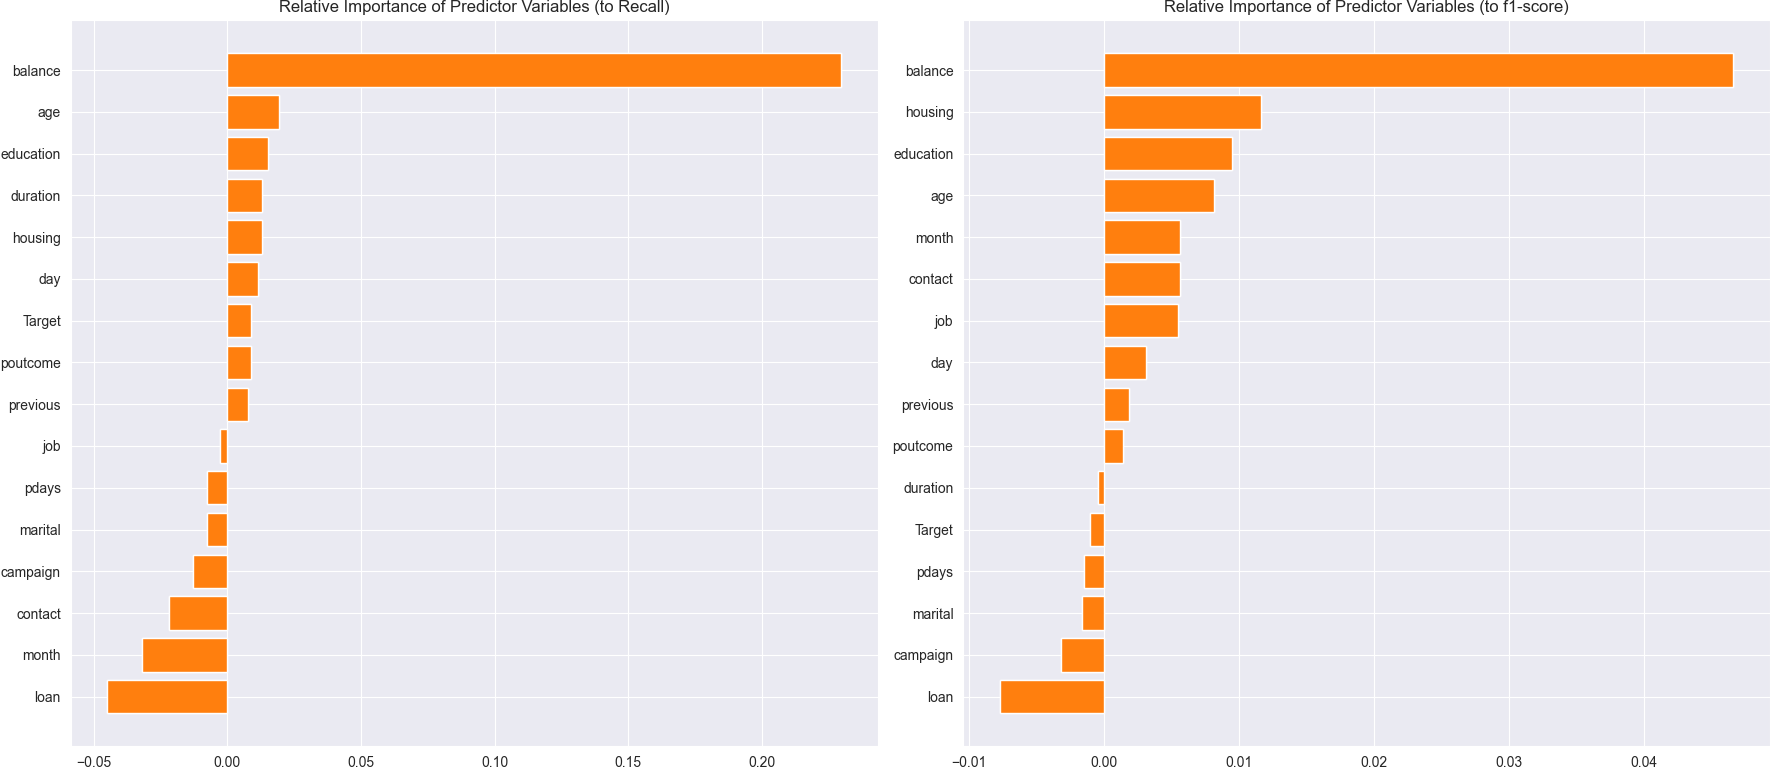 Relative Importance of Predictor Variables (to Recall)
balance
age
education
duration
housing
day
Target
poutcome
previous
job
pdays
marital
campaign
contact
month
loan
−0.05 0.00 0.05 0.10 0.15 0.20
Relative Importance of Predictor Variables (to f1-score)
balance
housing
education
age
month
contact
job
day
previous
poutcome
duration
Target
pdays
marital
campaign
loan
−0.01 0.00 0.01 0.02 0.03 0.04